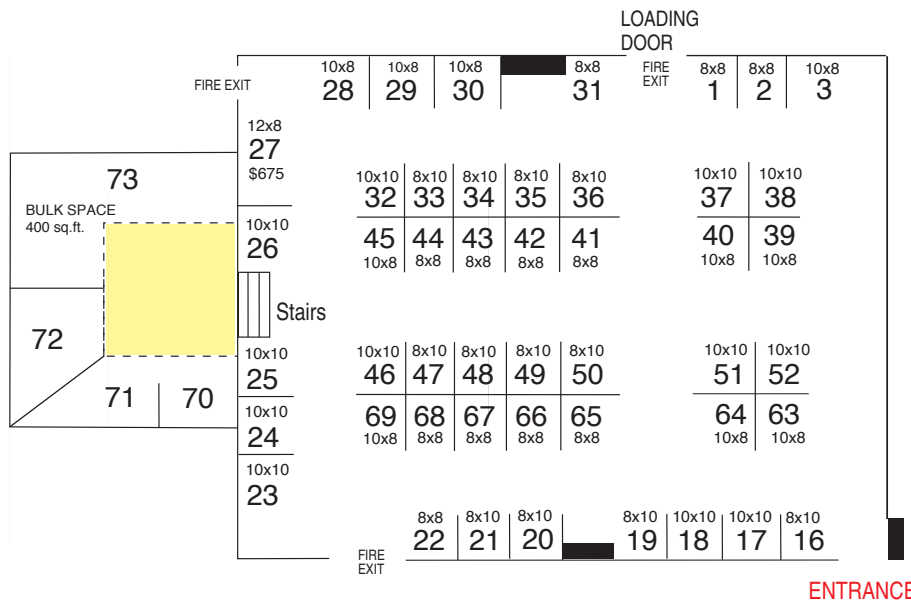 LOADING
DOOR
10x8 10x8 10x8 8x8 FIRE 8x8 8x8 10x8
FIRE EXIT 28 29 30 31 EXIT 1 2 3
12x8
27
$675
73
BULK SPACE
400 sq.ft.
10x10 8x10 8x10 8x10 8x10 10x10 10x10
32 33 34 35 36 37 38
10x10
26
45 44 43 42 41 40 39
10x8 8x8 8x8 8x8 8x8 10x8 10x8
Stairs
72
10x10
25
10x10 8x10 8x10 8x10 8x10 10x10 10x10
46 47 48 49 50 51 52
71 70
10x10
24
69 68 67 66 65 64 63
10x8 8x8 8x8 8x8 8x8 10x8 10x8
10x10
23
8x8 8x10 8x10 8x10 10x10 10x10 8x10
22 21 20 19 18 17 16
FIRE
EXIT
ENTRANCE